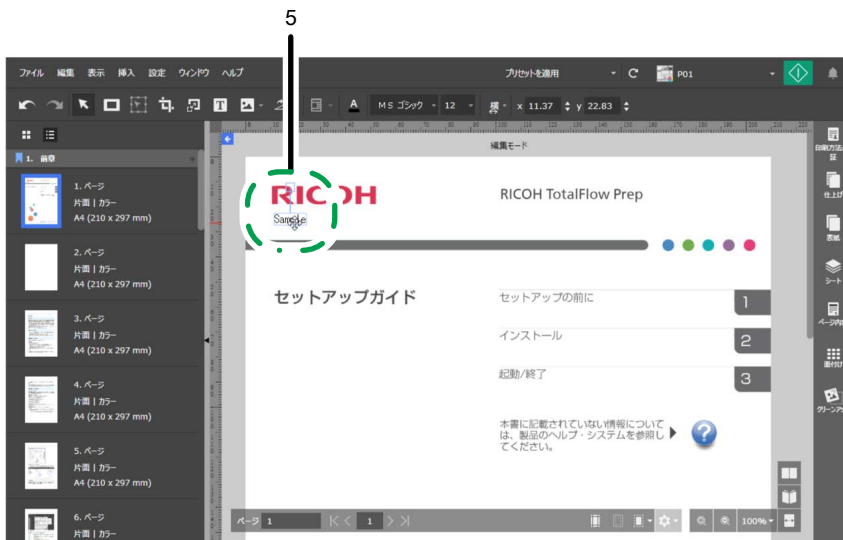 5
ファイル 編集 表示 挿入 設定 ウィンドウ ヘルプ
プリセットを適用
P01
A
MS ゴシック
12
横
x 11.37
y 22.83
編集モード
1. 前章
1. ページ
片面 | カラー
A4 (210 x 297 mm)
2. ページ
片面 | カラー
A4 (210 x 297 mm)
3. ページ
片面 | カラー
A4 (210 x 297 mm)
4. ページ
片面 | カラー
A4 (210 x 297 mm)
5. ページ
片面 | カラー
A4 (210 x 297 mm)
6. ページ
片面 | カラー
RICOH
Sample
RICOH TotalFlow Prep
セットアップガイド
セットアップの前に
1
インストール
2
起動/終了
3
本書に記載されていない情報について
は、製品のヘルプ・システムを参照し
てください。
?
仕上げ
表紙
シート
ページ 1
1
100%